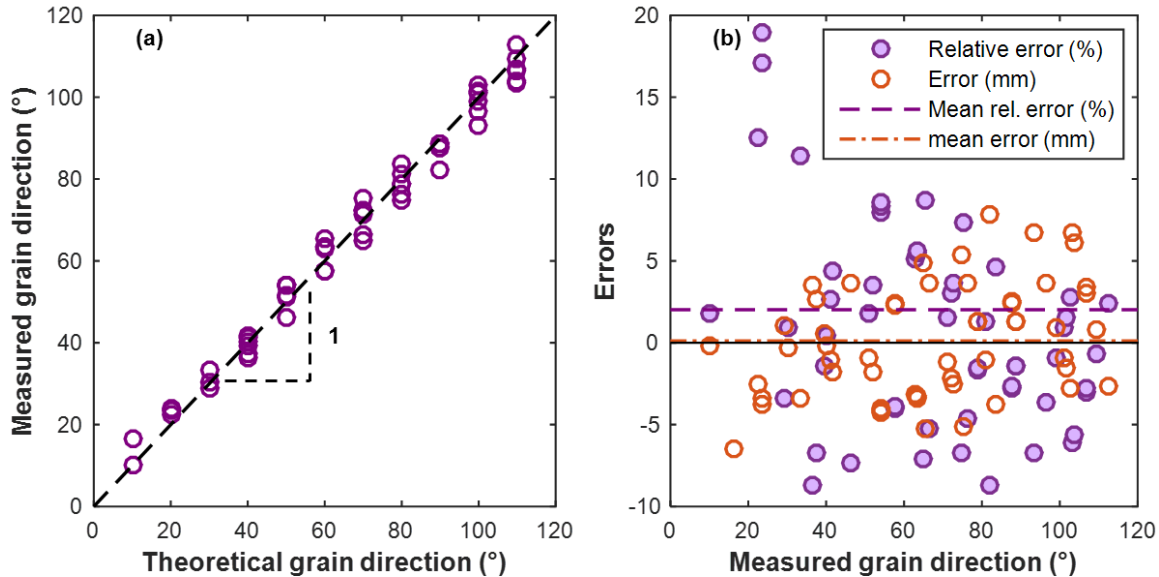 (a)
Measured grain direction (°)
120
100
80
60
40
20
0
1
0 20 40 60 80 100 120
Theoretical grain direction (°)
(b)
Errors
20
15
10
5
0
-5
-10
Relative error (%)
Error (mm)
Mean rel. error (%)
mean error (mm)
0 20 40 60 80 100 120
Measured grain direction (°)